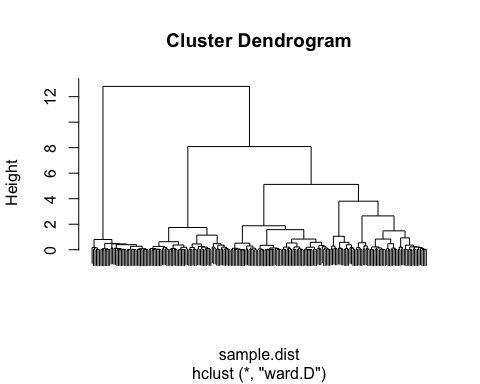 Cluster Dendrogram
Height
12
8
6
4
2
0
sample.dist
hclust (*, "ward.D")